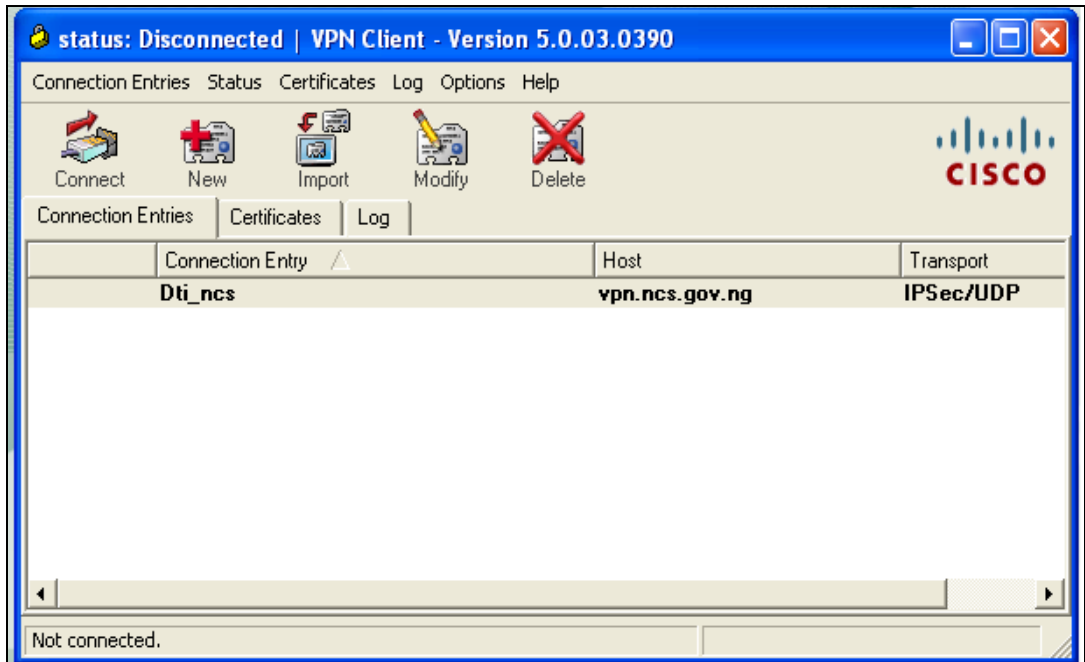 status: Disconnected | VPN Client - Version 5.0.03.0390
Connection Entries Status Certificates Log Options Help
Connect New Import Modify Delete
CISCO
Connection Entries Certificates Log
Connection Entry Host Transport
Dti_ncs vpn.ncs.gov.ng IPSec/UDP
Not connected.